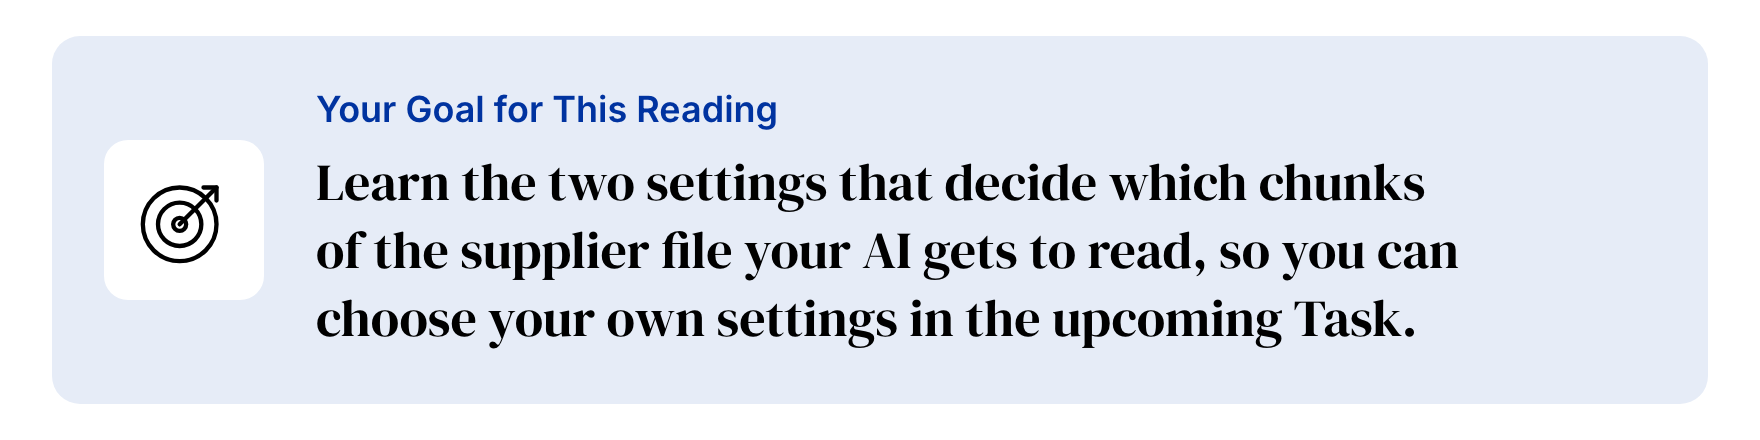 Your Goal for This Reading
Learn the two settings that decide which chunks
of the supplier file your AI gets to read, so you can
choose your own settings in the upcoming Task.